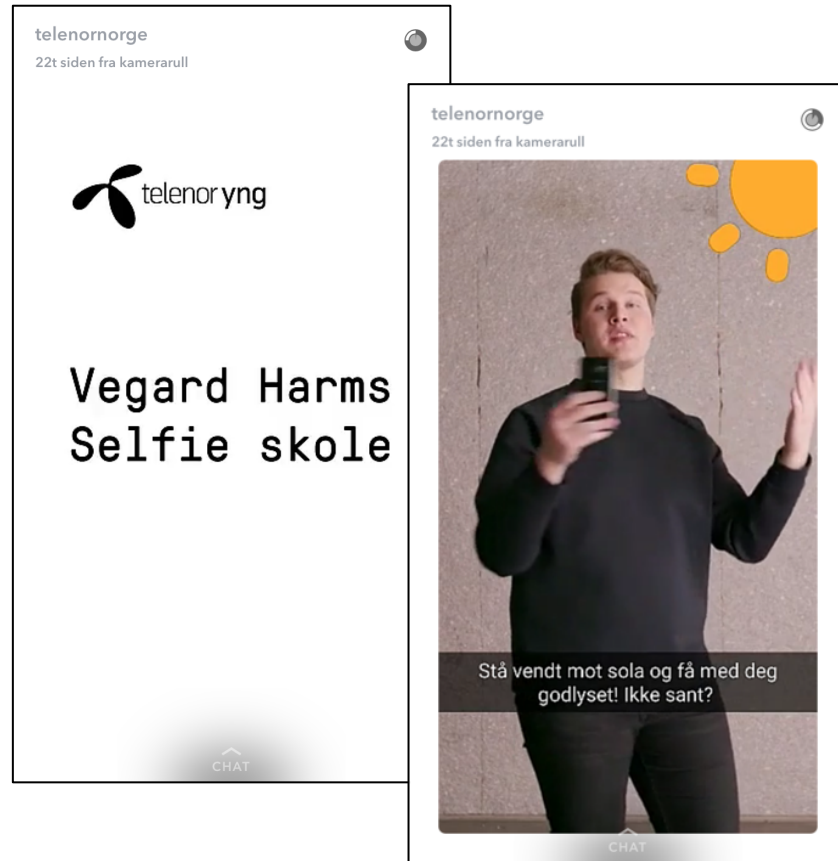 telenornorge
22t siden fra kamerarull
telenor yng
Vegard Harms
Selfie skole
CHAT
telenornorge
22t siden fra kamerarull
Stå vendt mot sola og få med deg
godlyset! Ikke sant?
CHAT